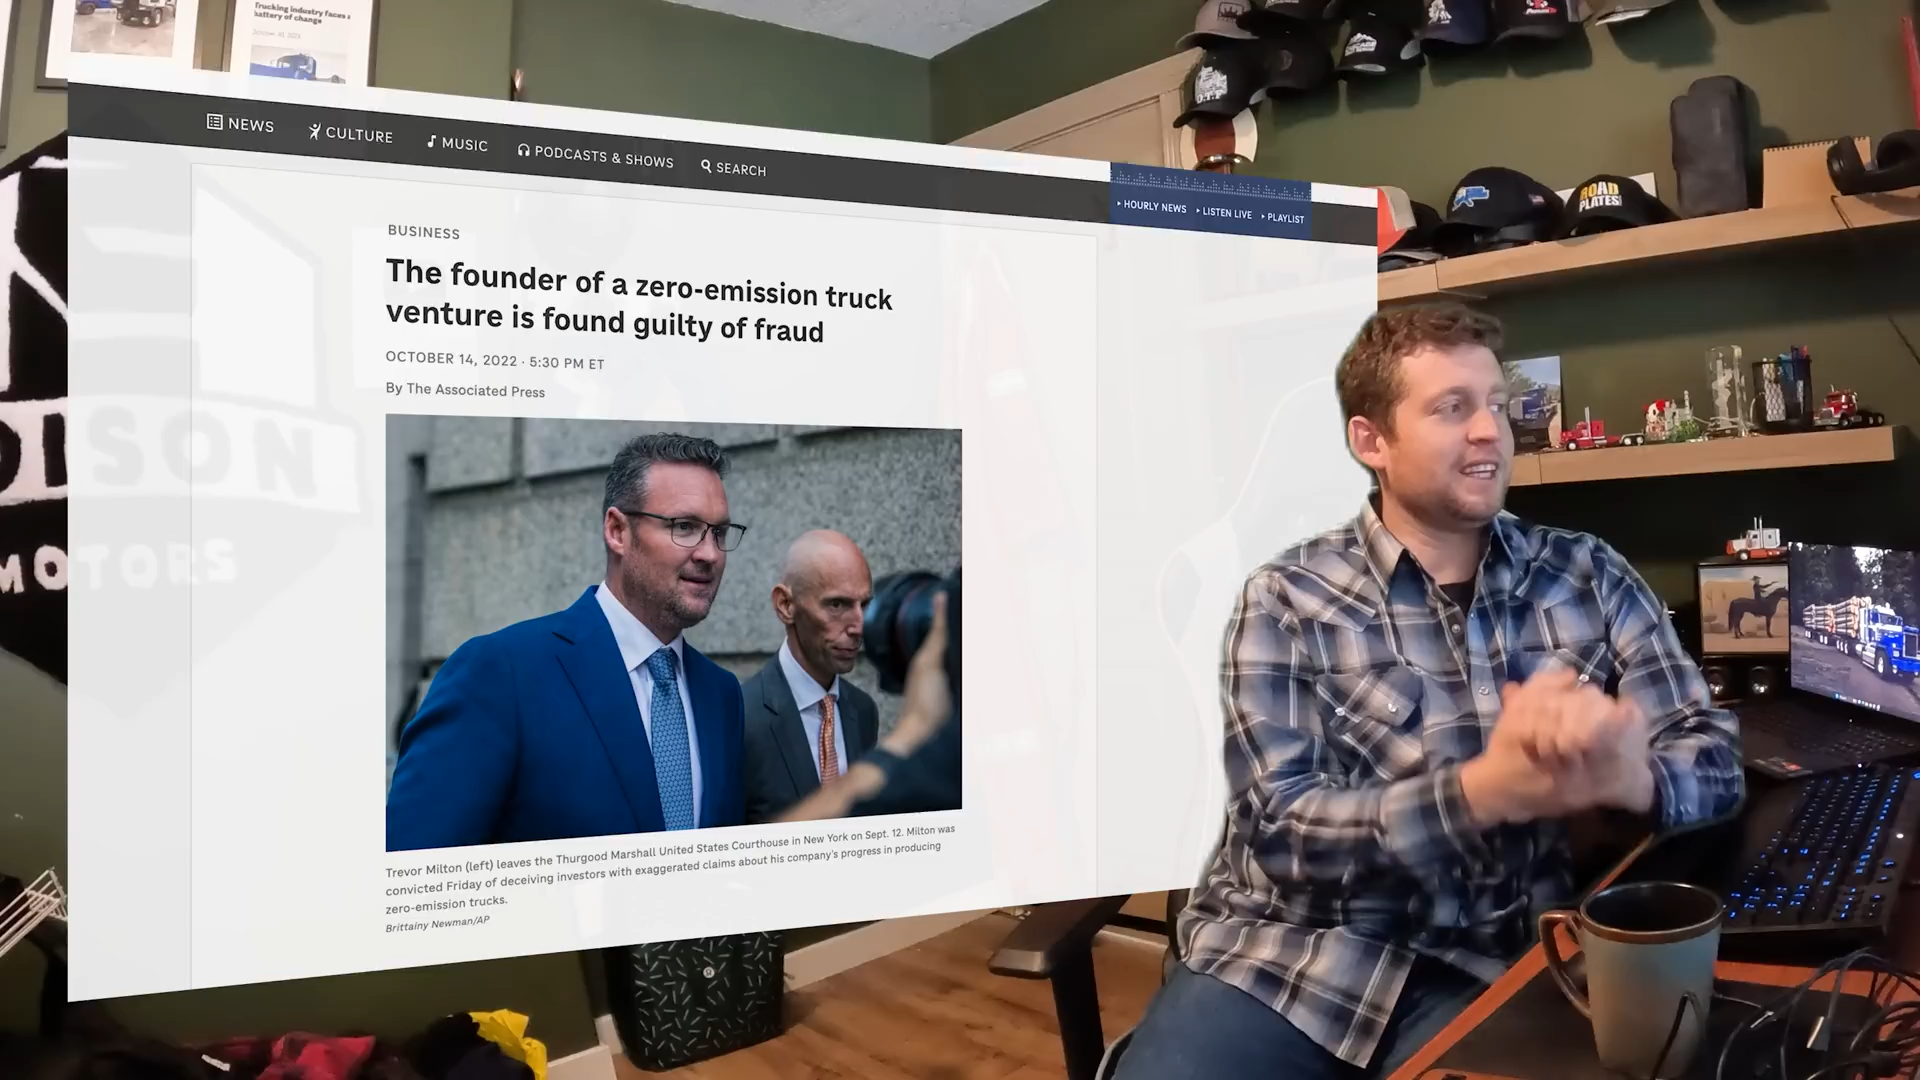 Trucking industry faces a
battery of change
NEWS
CULTURE
MUSIC
PODCASTS & SHOWS
SEARCH
HOURLY NEWS
LISTEN LIVE
PLAYLIST
BUSINESS
The founder of a zero-emission truck
venture is found guilty of fraud
OCTOBER 14, 2022 · 5:30 PM ET
By The Associated Press
Trevor Milton (left) leaves the Thurgood Marshall United States Courthouse in New York on Sept. 12. Milton was
convicted Friday of deceiving investors with exaggerated claims about his company's progress in producing
zero-emission trucks.
Brittainy Newman/AP
DISON
MOTORS
ROAD
PLATES